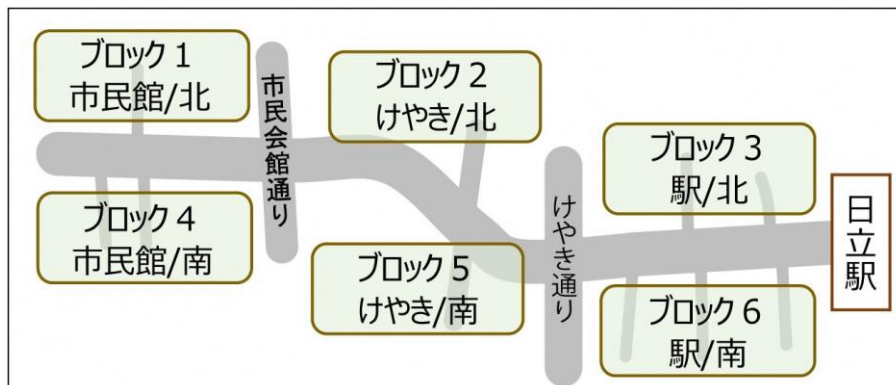 ブロック１
市民館/北
市民会館通り
ブロック２
けやき/北
ブロック３
駅/北
日立駅
ブロック４
市民館/南
ブロック５
けやき/南
けやき通り
ブロック６
駅/南